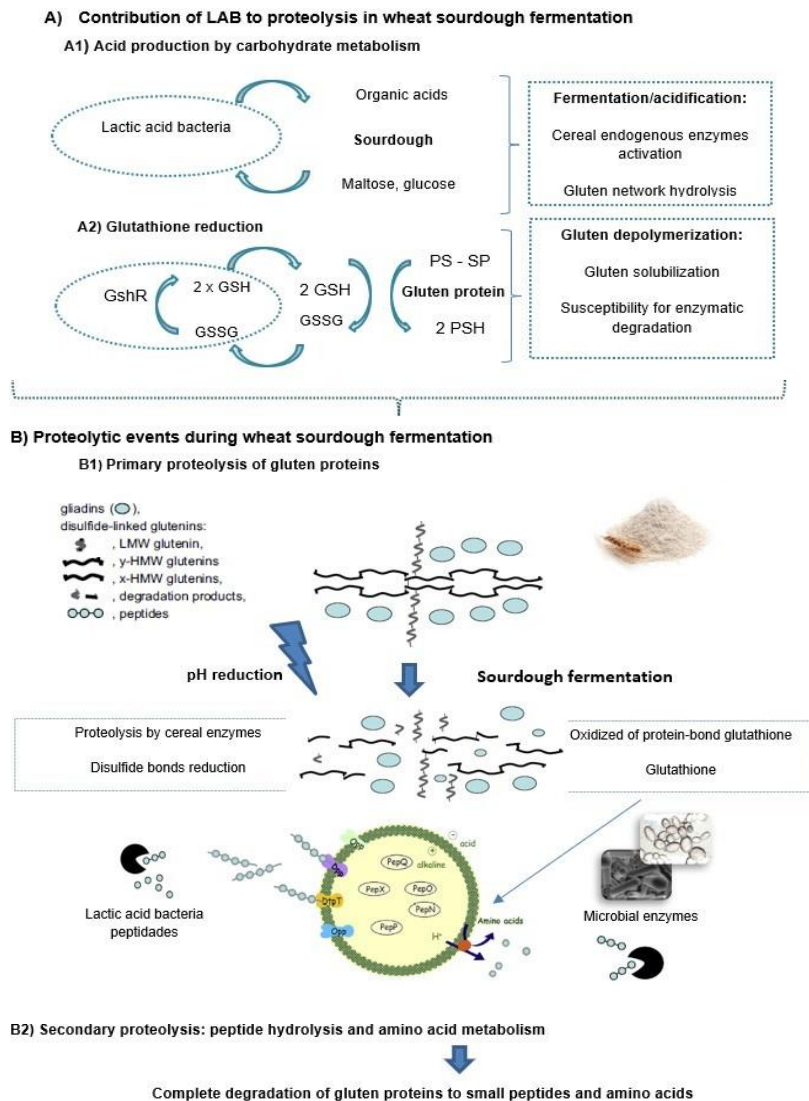 A) Contribution of LAB to proteolysis in wheat sourdough fermentation
A1) Acid production by carbohydrate metabolism
Lactic acid bacteria
Organic acids
Sourdough
Maltose, glucose
Fermentation/acidification:
Cereal endogenous enzymes
activation
Gluten network hydrolysis
A2) Glutathione reduction
GshR
2 x GSH
GSSG
2 GSH
GSSG
PS - SP
Gluten protein
2 PSH
Gluten depolymerization:
Gluten solubilization
Susceptibility for enzymatic
degradation
B) Proteolytic events during wheat sourdough fermentation
B1) Primary proteolysis of gluten proteins
gliadins ( ),
disulfide-linked glutenins:
, LMW glutenin,
, y-HMW glutenins
, x-HMW glutenins,
, degradation products,
, peptides
pH reduction
Sourdough fermentation
Proteolysis by cereal enzymes
Disulfide bonds reduction
Oxidized of protein-bond glutathione
Glutathione
Lactic acid bacteria
peptidades
DtpT
Opp
PepQ
PepX
PepO
PepN
PepP
acid
alkaline
H+
Amino acids
Microbial enzymes
B2) Secondary proteolysis: peptide hydrolysis and amino acid metabolism
Complete degradation of gluten proteins to small peptides and amino acids